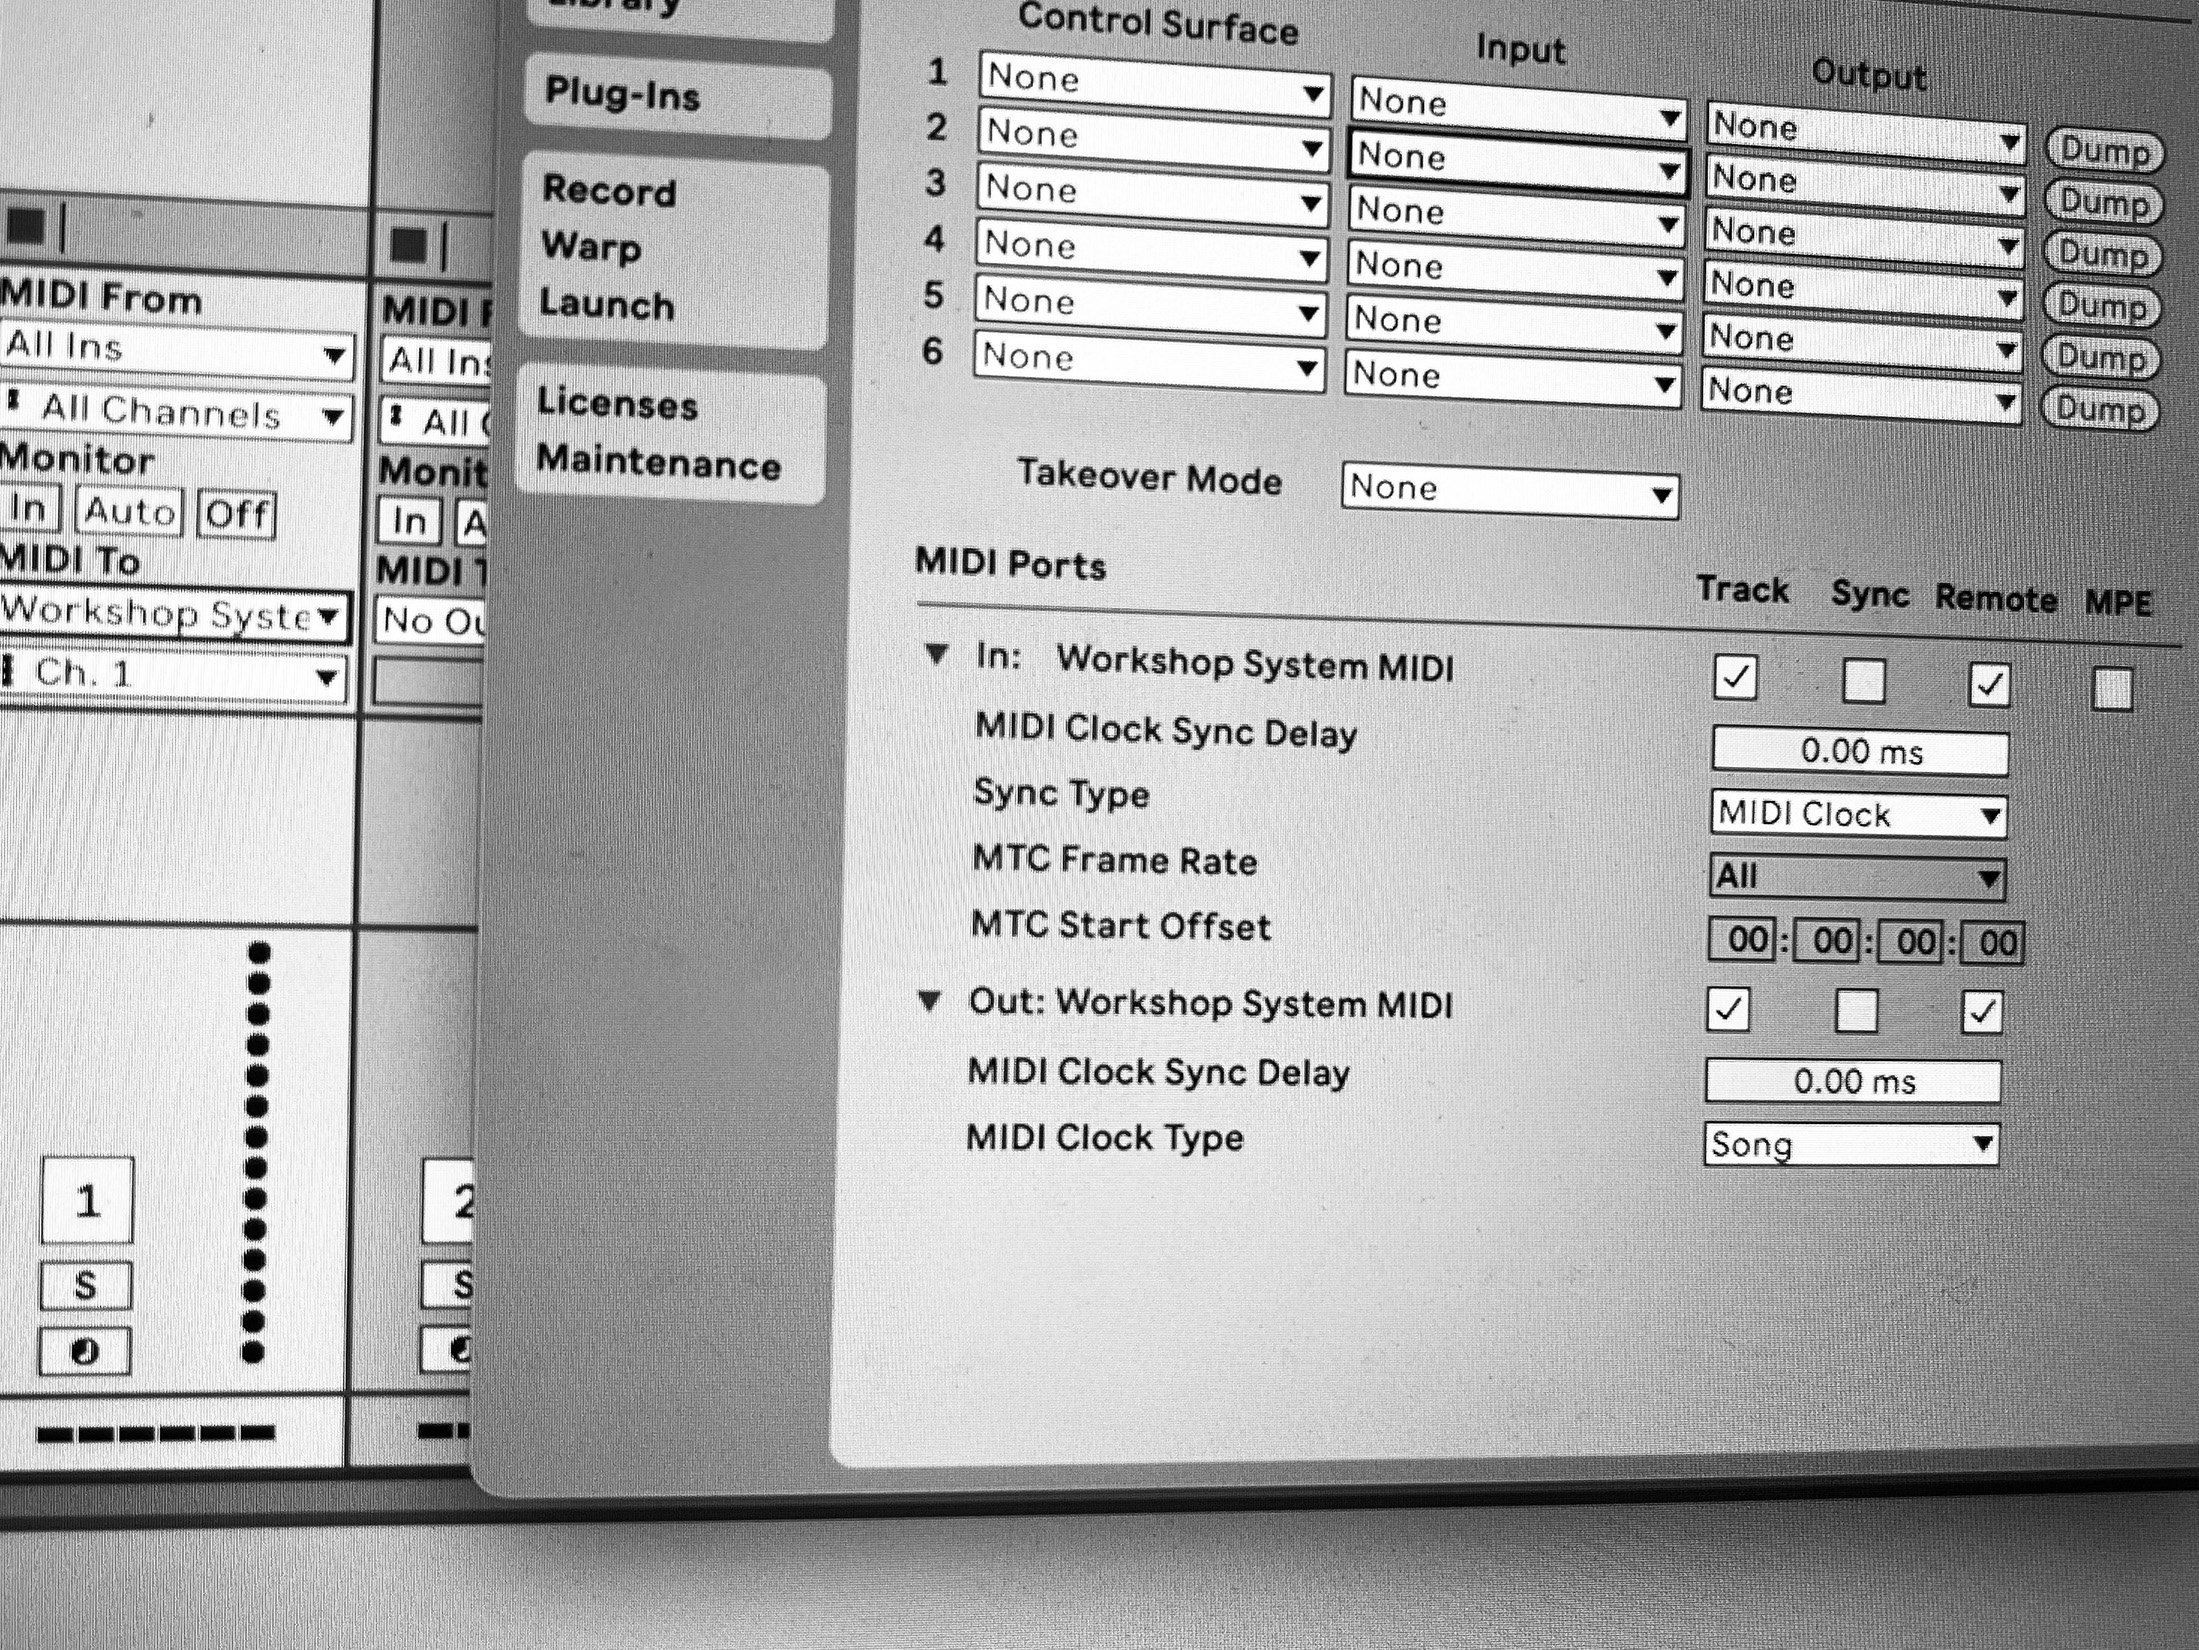 MIDI From
All Ins
All Channels
Monitor
In Auto Off
MIDI To
Workshop Syste
Ch. 1
1
S
MIDI
All Ins
All
In
MIDI
2
S
Library
Plug-Ins
Record
Warp
Launch
Licenses
Maintenance
Control Surface Input Output
1 None None None Dump
2 None None None Dump
3 None None None Dump
4 None None None Dump
5 None None None Dump
6 None None None Dump
Takeover Mode None
MIDI Ports Track Sync Remote MPE
In: Workshop System MIDI
MIDI Clock Sync Delay 0.00 ms
Sync Type MIDI Clock
MTC Frame Rate All
MTC Start Offset 00 : 00 : 00 : 00
Out: Workshop System MIDI
MIDI Clock Sync Delay 0.00 ms
MIDI Clock Type Song